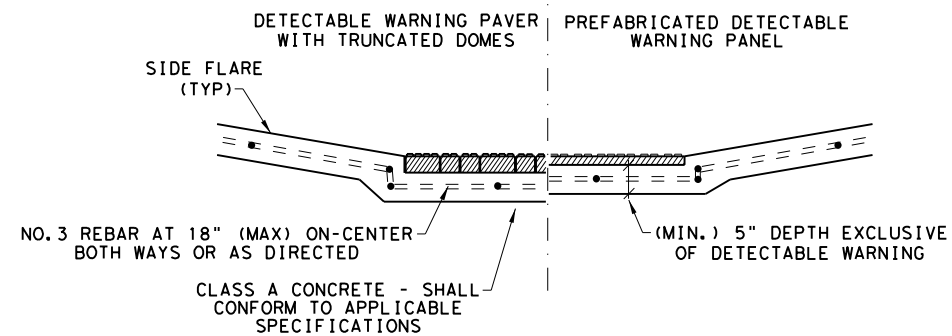 DETECTABLE WARNING PAVER
WITH TRUNCATED DOMES
PREFABRICATED DETECTABLE
WARNING PANEL
SIDE FLARE
(TYP)
NO.3 REBAR AT 18" (MAX) ON-CENTER
BOTH WAYS OR AS DIRECTED
(MIN.) 5" DEPTH EXCLUSIVE
OF DETECTABLE WARNING
CLASS A CONCRETE - SHALL
CONFORM TO APPLICABLE
SPECIFICATIONS